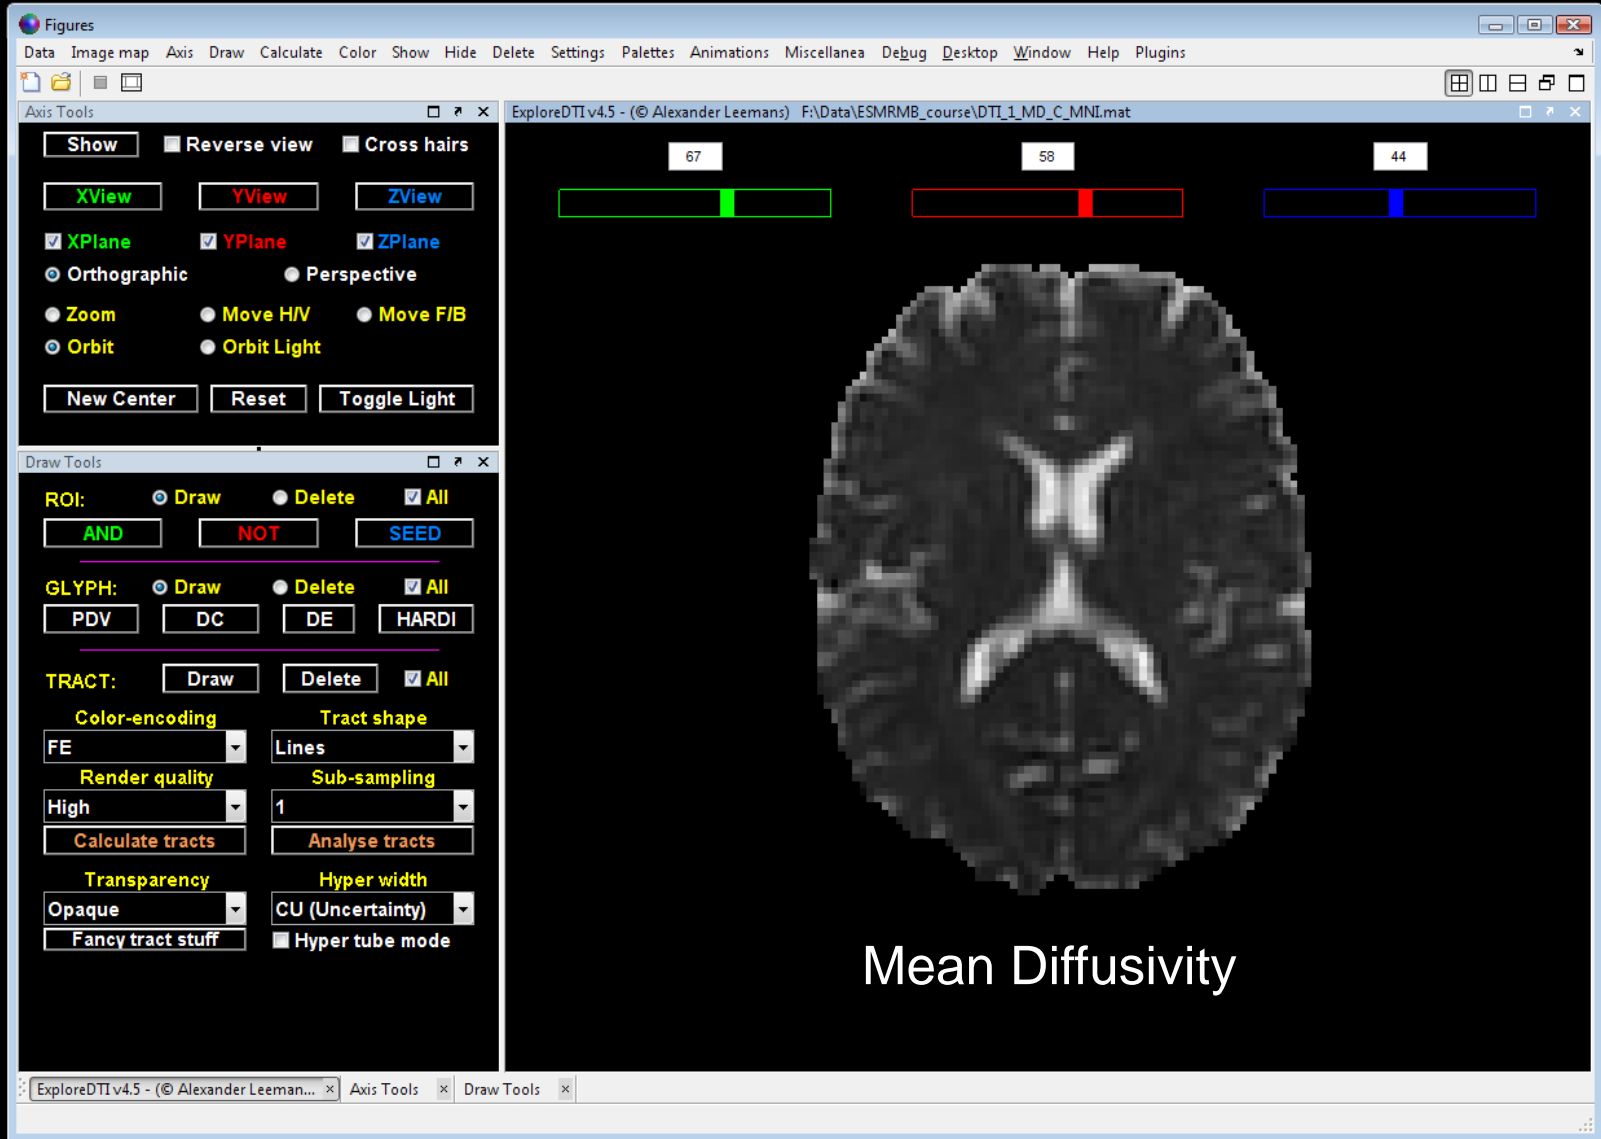 Figures
Data Image map Axis Draw Calculate Color Show Hide Delete Settings Palettes Animations Miscellanea Debug Desktop Window Help Plugins
Axis Tools
Show Reverse view Cross hairs
XView YView ZView
XPlane YPlane ZPlane
Orthographic Perspective
Zoom Move H/V Move F/B
Orbit Orbit Light
New Center Reset Toggle Light
Draw Tools
ROI: Draw Delete All
AND NOT SEED
GLYPH: Draw Delete All
PDV DC DE HARDI
TRACT: Draw Delete All
Color-encoding Tract shape
FE Lines
Render quality Sub-sampling
High 1
Calculate tracts Analyse tracts
Transparency Hyper width
Opaque CU (Uncertainty)
Fancy tract stuff Hyper tube mode
ExploreDTI v4.5 - (© Alexander Leemans) F:\Data\ESMRMB_course\DTI_1_MD_C_MNI.mat
67 58 44
Mean Diffusivity
ExploreDTI v4.5 - (© Alexander Leeman... Axis Tools Draw Tools